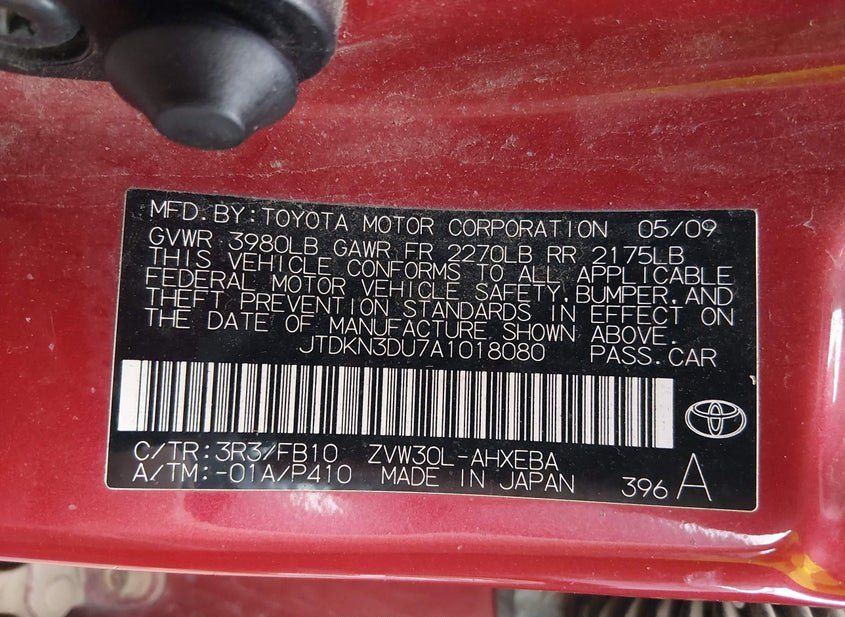 MFD. BY: TOYOTA MOTOR CORPORATION 05/09
GVWR 3980LB GAWR FR 2270LB RR 2175LB
THIS VEHICLE CONFORMS TO ALL APPLICABLE
FEDERAL MOTOR VEHICLE SAFETY, BUMPER, AND
THEFT PREVENTION STANDARDS IN EFFECT ON
THE DATE OF MANUFACTURE SHOWN ABOVE.
JTDKN3DU7A1018080 PASS. CAR
C/TR: 3R3/FB10 ZVW30L-AHXEBA
A/TM: -01A/P410 MADE IN JAPAN 396 A